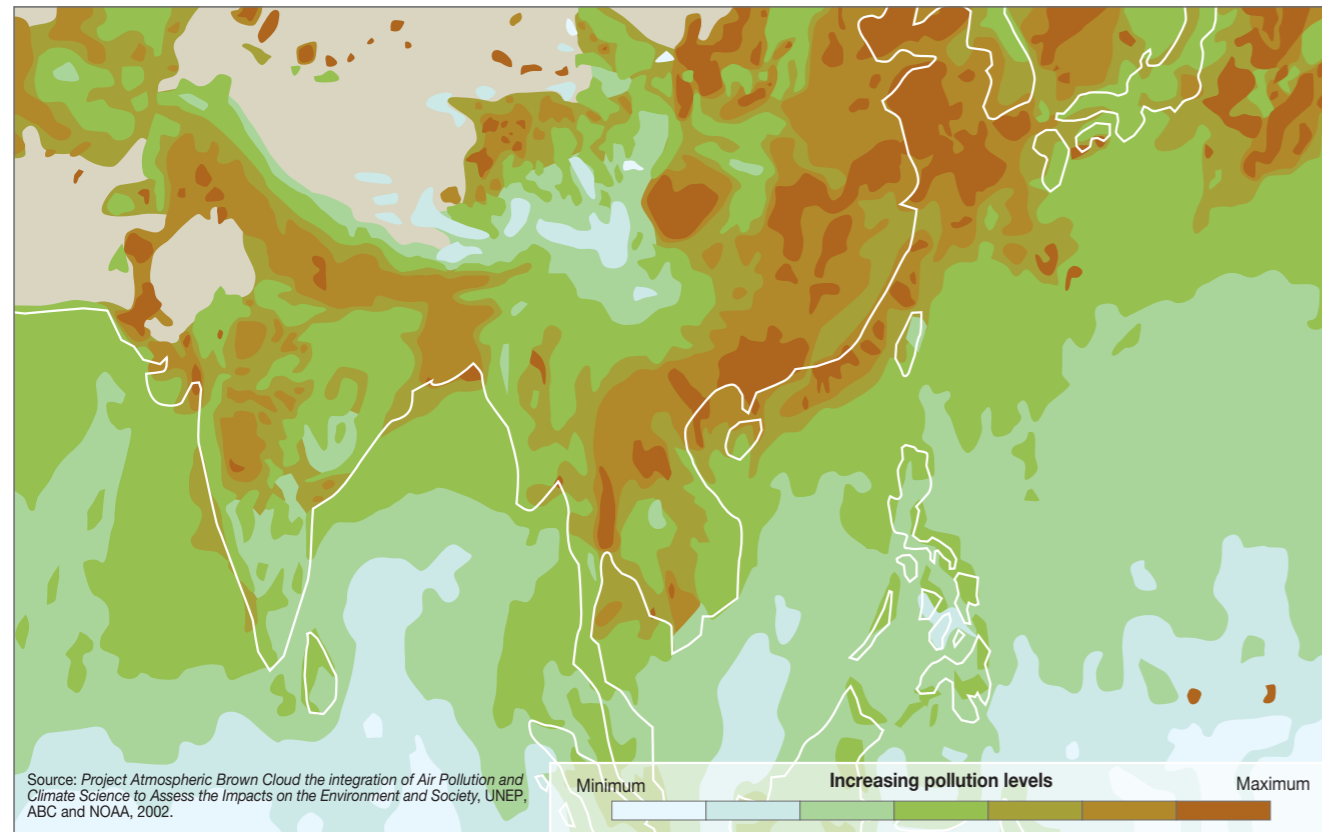 Source: Project Atmospheric Brown Cloud the integration of Air Pollution and
Climate Science to Assess the Impacts on the Environment and Society, UNEP,
ABC and NOAA, 2002.
Minimum
Increasing pollution levels
Maximum